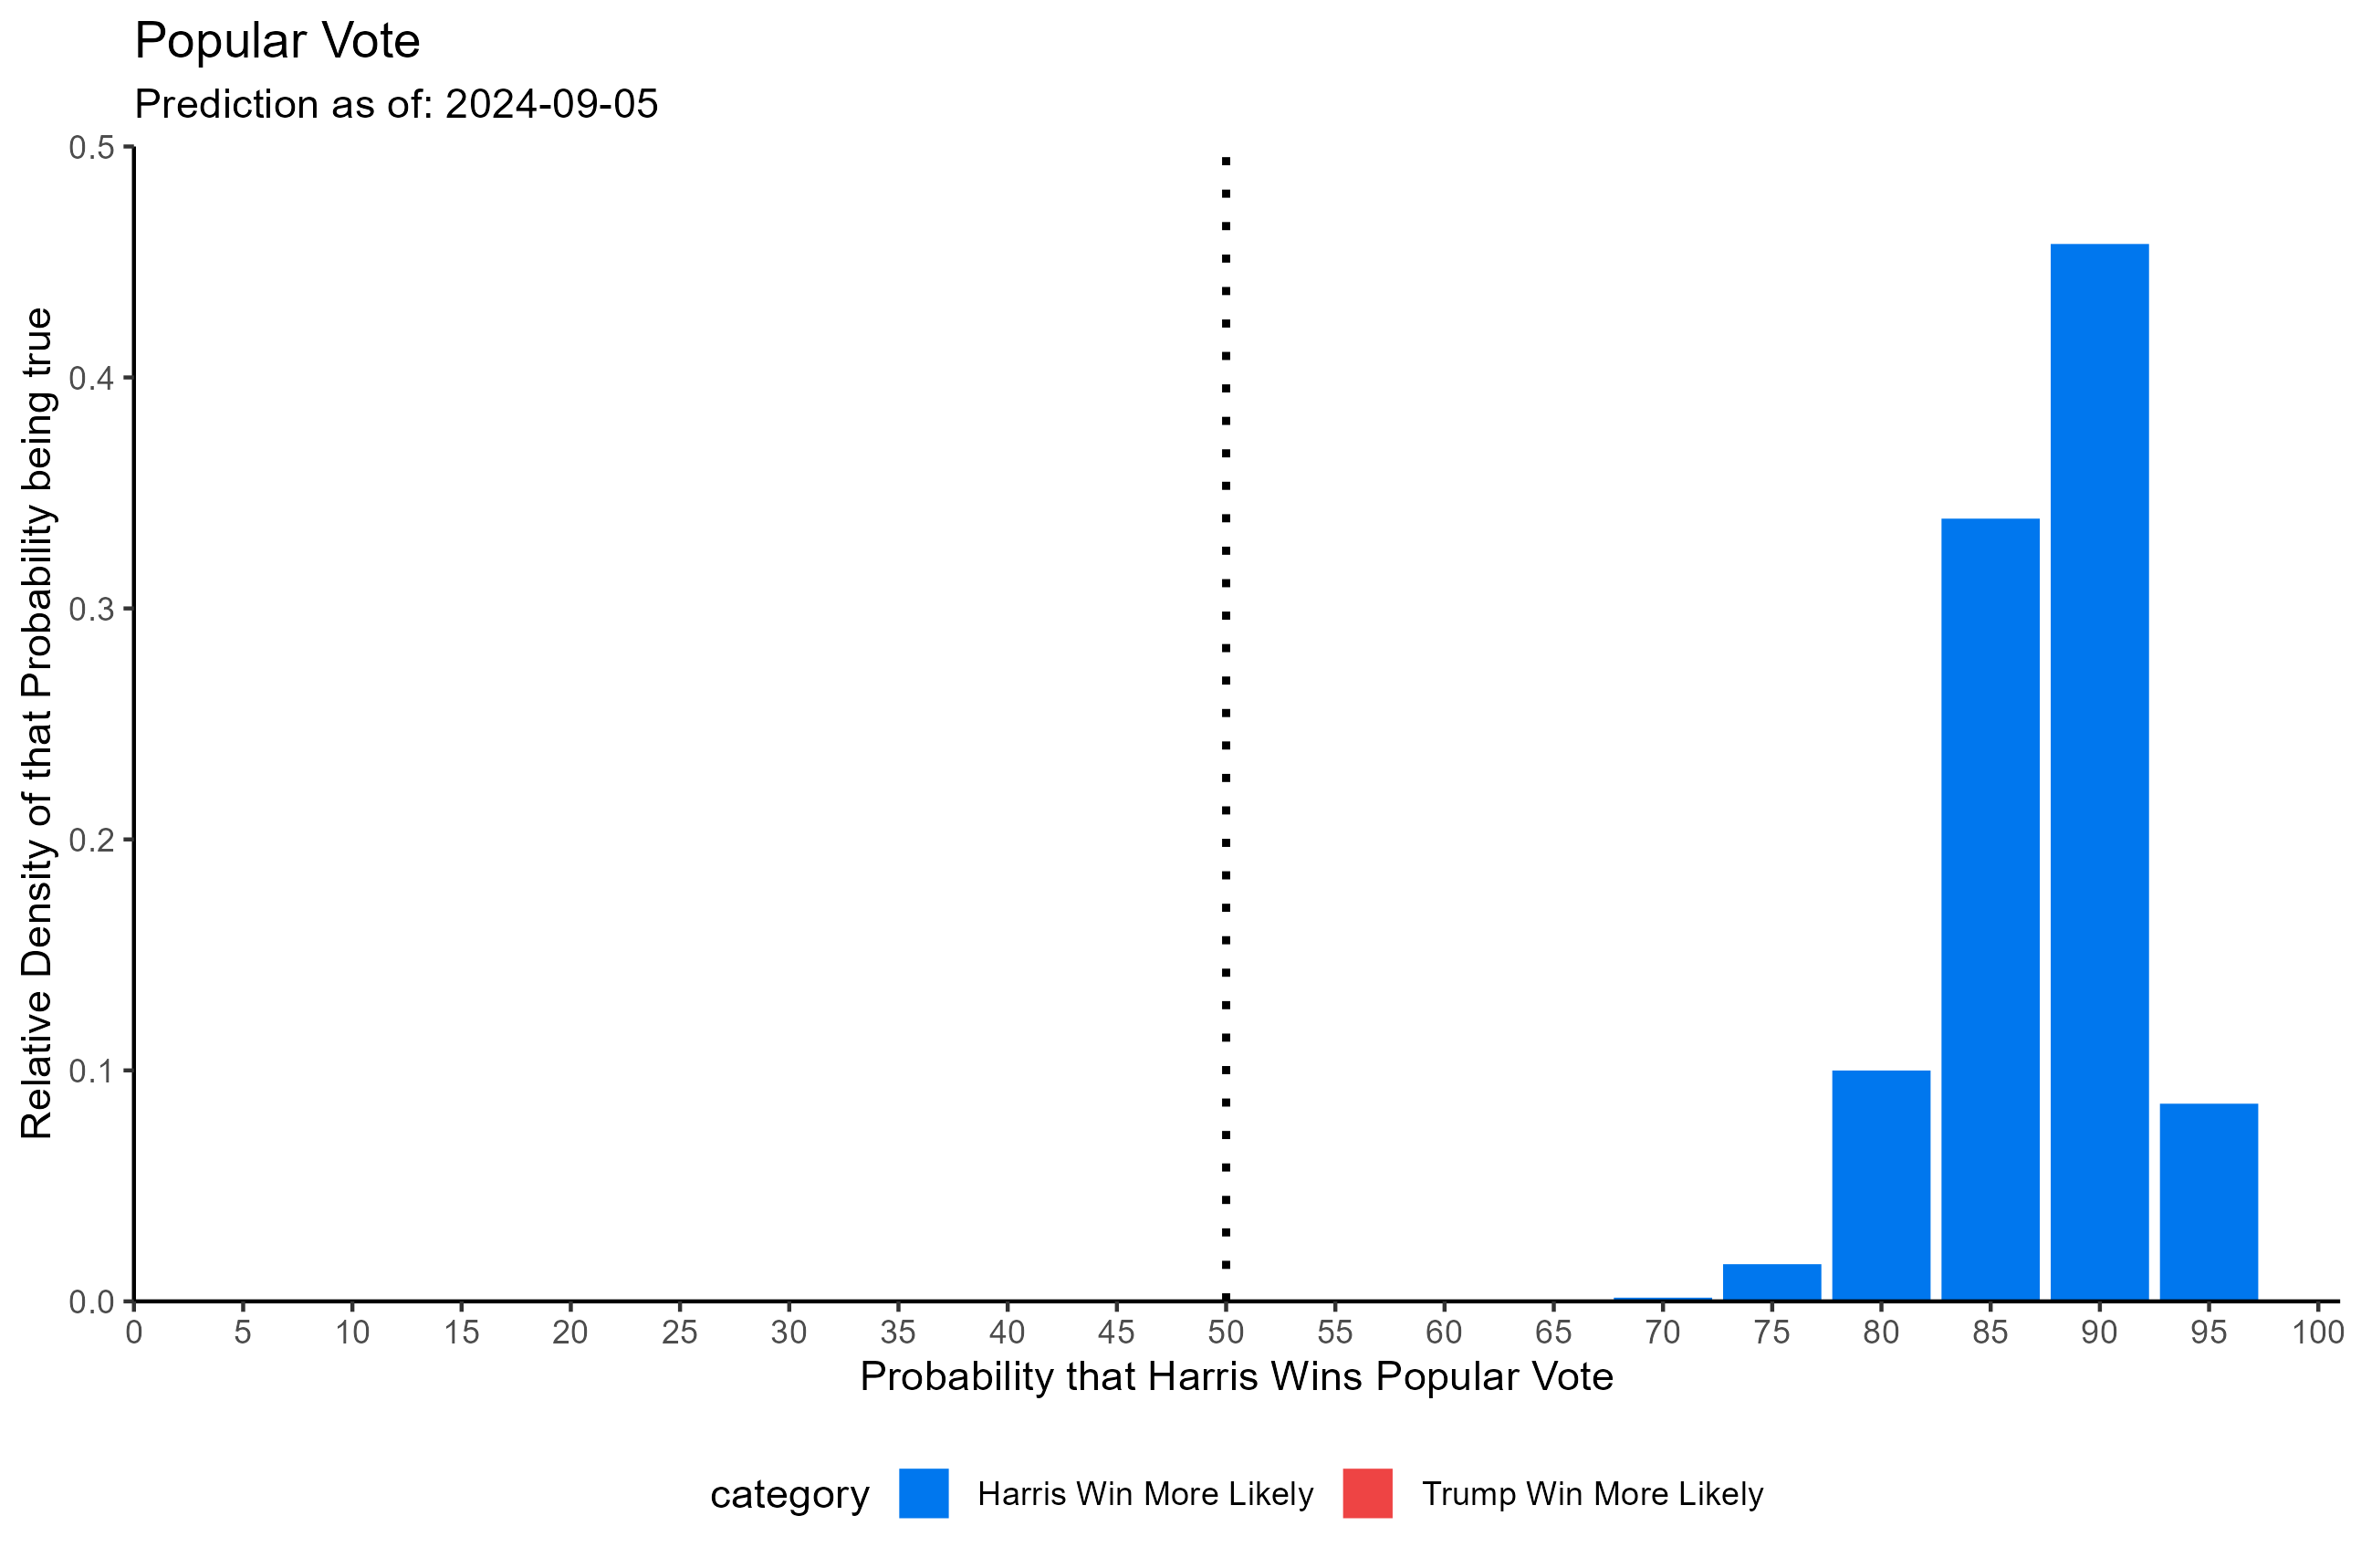 Popular Vote
Prediction as of: 2024-09-05
Relative Density of that Probability being true
0.5
0.4
0.3
0.2
0.1
0.0
0 5 10 15 20 25 30 35 40 45 50 55 60 65 70 75 80 85 90 95 100
Probability that Harris Wins Popular Vote
category Harris Win More Likely Trump Win More Likely